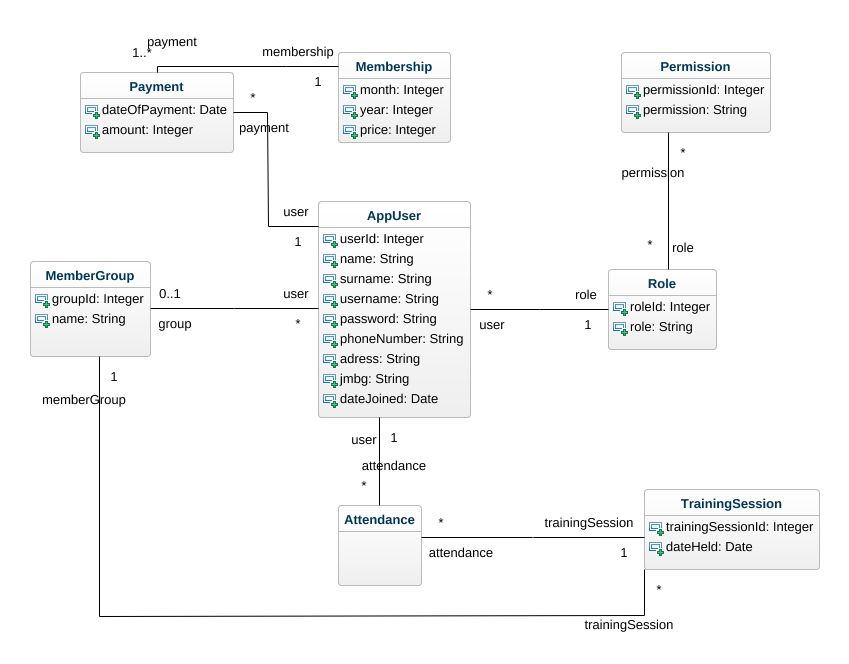 payment
1..*
membership
1
Payment
dateOfPayment: Date
amount: Integer
*
payment
Membership
month: Integer
year: Integer
price: Integer
Permission
permissionId: Integer
permission: String
*
permission
*
role
user
1
AppUser
userId: Integer
name: String
surname: String
username: String
password: String
phoneNumber: String
adress: String
jmbg: String
dateJoined: Date
MemberGroup
groupId: Integer
name: String
0..1
group
user
*
*
user
role
1
Role
roleId: Integer
role: String
1
memberGroup
user
1
attendance
*
Attendance
*
attendance
trainingSession
1
TrainingSession
trainingSessionId: Integer
dateHeld: Date
*
trainingSession